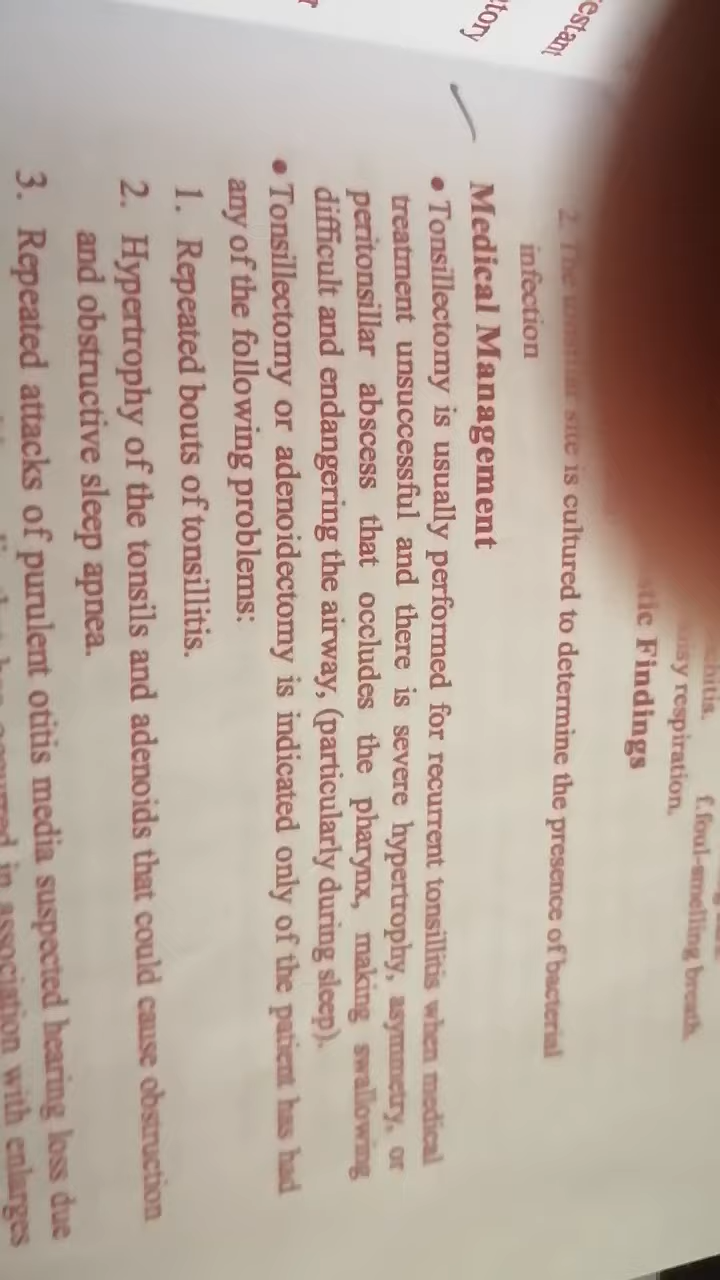 f.foul-smelling breath.
respiration.
Findings
2. The tonsillar site is cultured to determine the presence of bacterial
infection
Medical Management
• Tonsillectomy is usually performed for recurrent tonsillitis when medical
treatment unsuccessful and there is severe hypertrophy, asymmetry, or
peritonsillar abscess that occludes the pharynx, making swallowing
difficult and endangering the airway, (particularly during sleep).
• Tonsillectomy or adenoidectomy is indicated only of the patient has had
any of the following problems:
1. Repeated bouts of tonsillitis.
2. Hypertrophy of the tonsils and adenoids that could cause obstruction
and obstructive sleep apnea.
3. Repeated attacks of purulent otitis media suspected hearing loss due
in association with enlarges